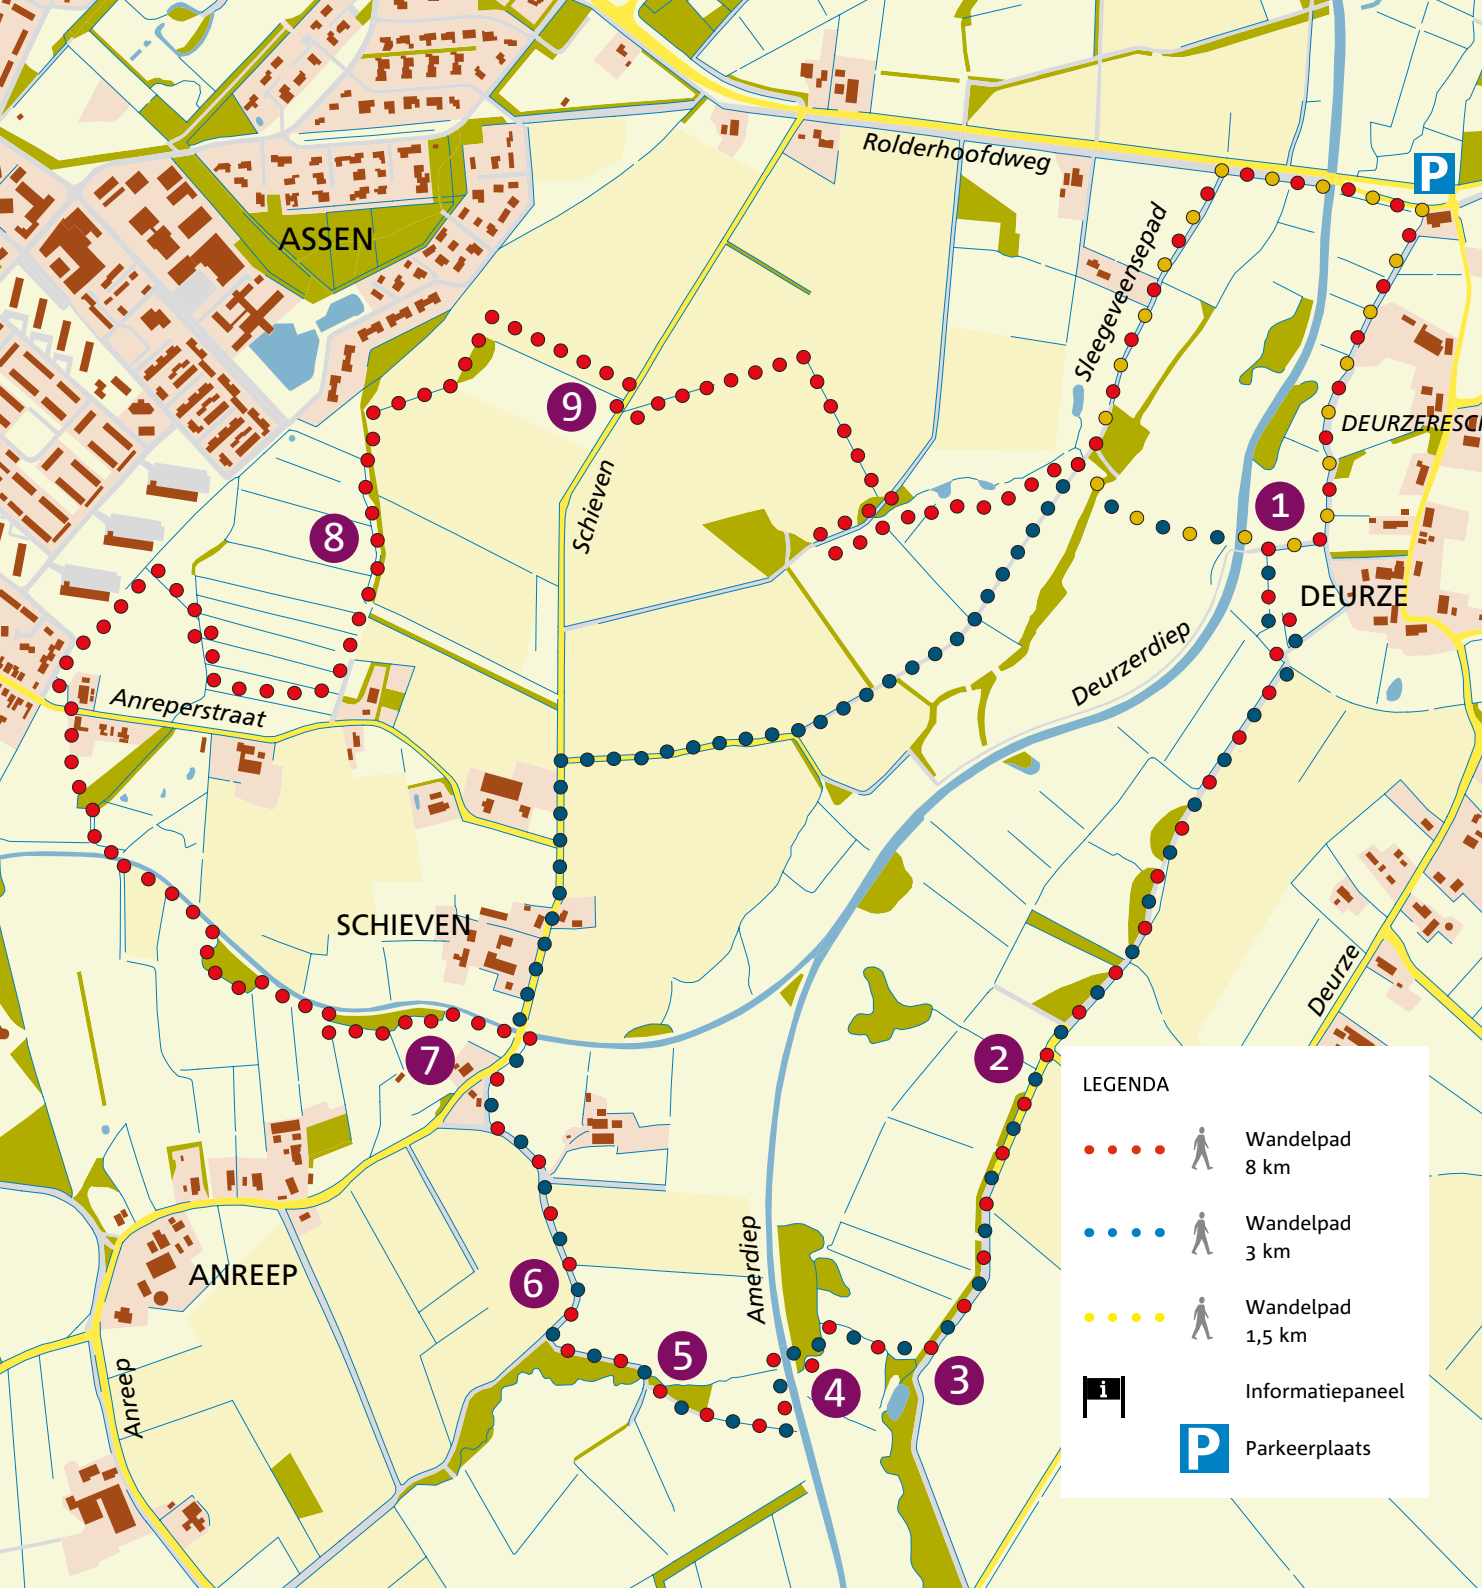 Rolderhoofdweg
P
ASSEN
Sleegeveensepad
9
DEURZERESCH
Schieven
1
8
DEURZE
Deurzerdiep
Anreperstraat
SCHIEVEN
Deurze
2
7
LEGENDA
Wandelpad
8 km
Wandelpad
3 km
Wandelpad
1,5 km
i
Informatiepaneel
P
Parkeerplaats
Amerdiep
ANREEP
6
5
3
4
Anreep